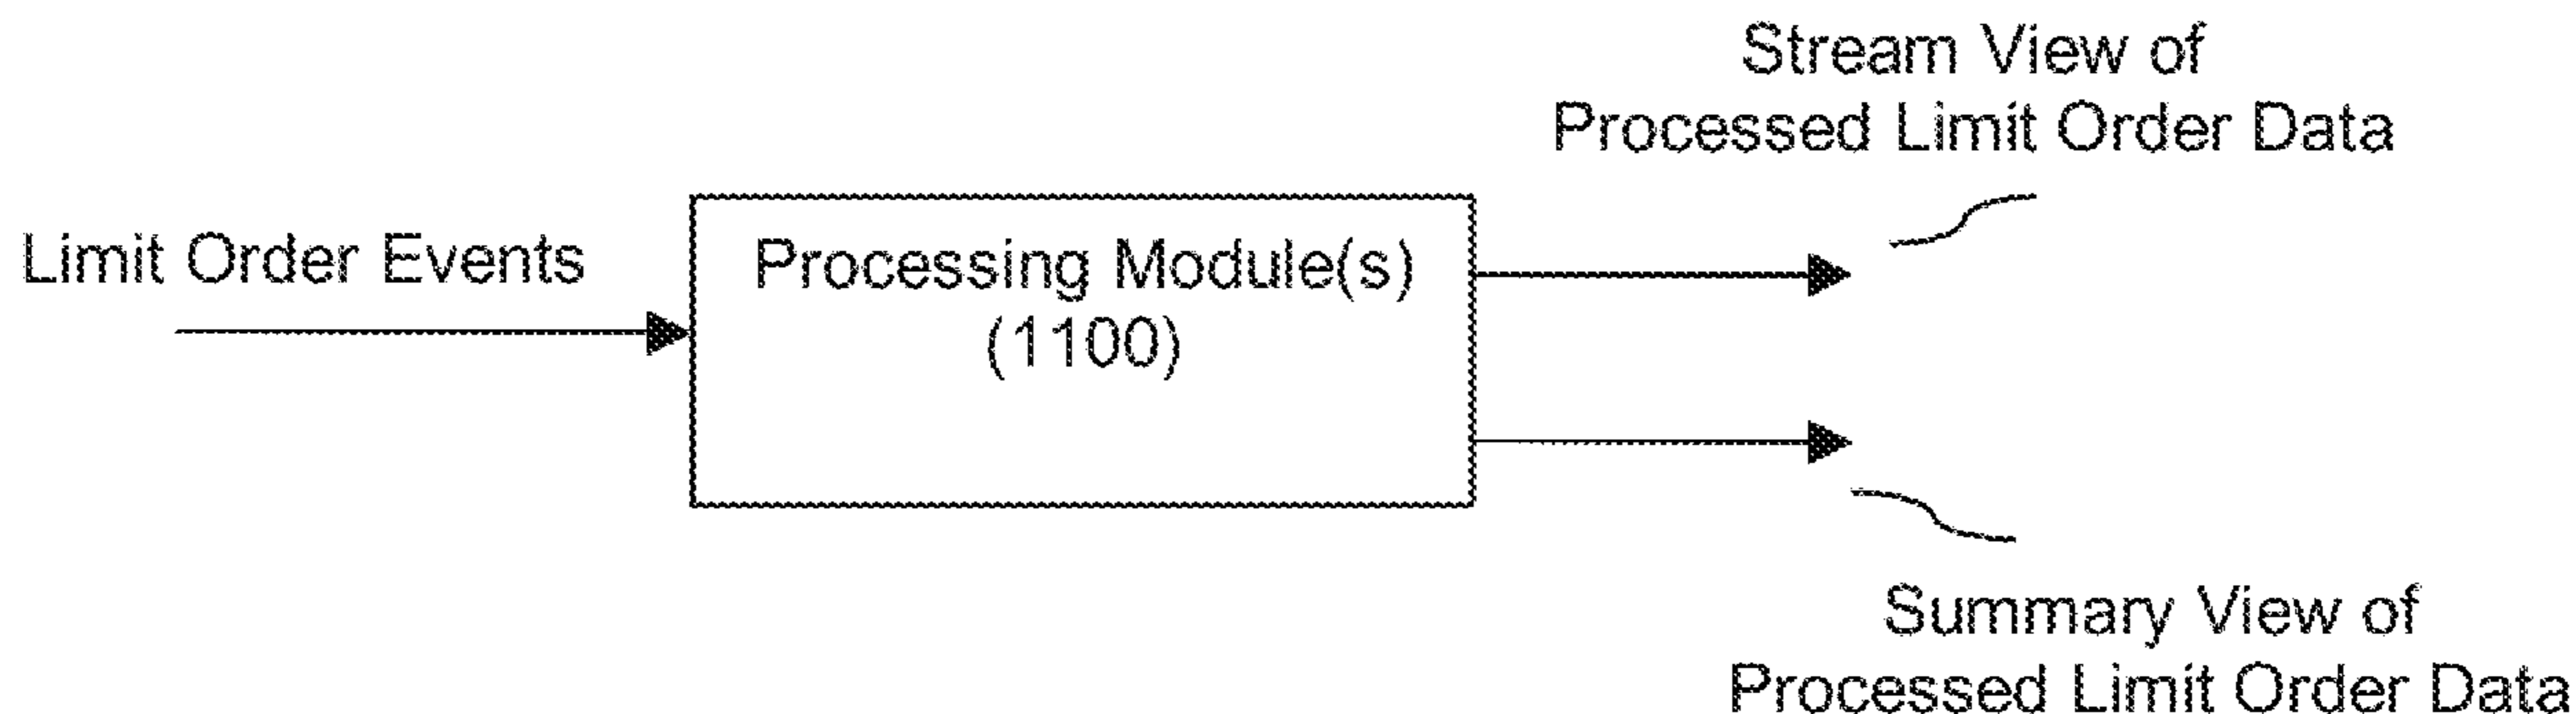 Stream View of
Processed Limit Order Data
Limit Order Events
Processing Module(s)
(1100)
Summary View of
Processed Limit Order Data